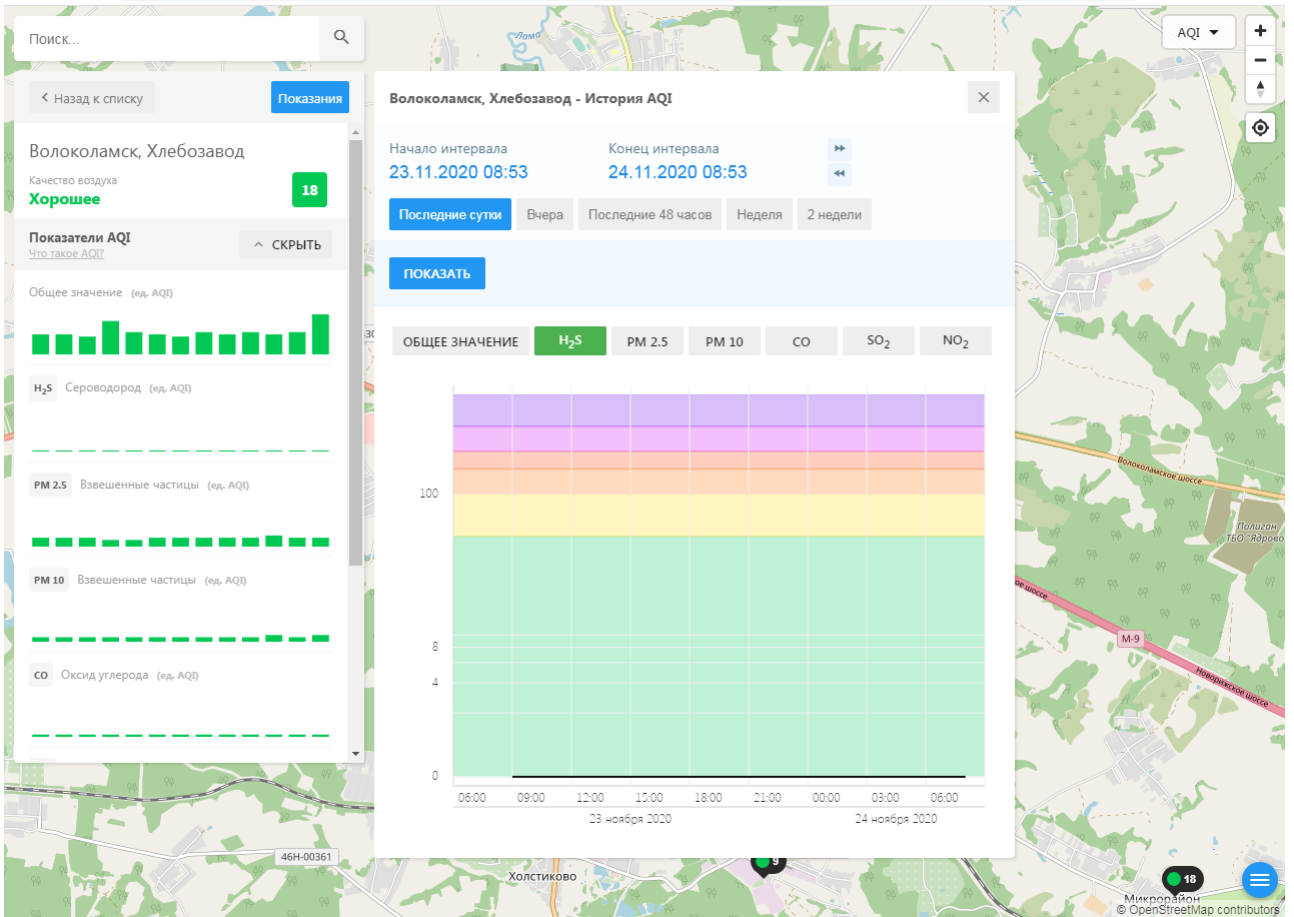 Поиск...
AQI
Назад к списку
Показания
Волоколамск, Хлебозавод
Качество воздуха
Хорошее
18
Показатели AQI
Что такое AQI?
СКРЫТЬ
Общее значение (ед. AQI)
H₂S Сероводород (ед. AQI)
PM 2.5 Взвешенные частицы (ед. AQI)
PM 10 Взвешенные частицы (ед. AQI)
CO Оксид углерода (ед. AQI)
Волоколамск, Хлебозавод - История AQI
Начало интервала
23.11.2020 08:53
Конец интервала
24.11.2020 08:53
Последние сутки
Вчера
Последние 48 часов
Неделя
2 недели
ПОКАЗАТЬ
ОБЩЕЕ ЗНАЧЕНИЕ
H₂S
PM 2.5
PM 10
CO
SO₂
NO₂
100
8
4
0
06:00 09:00 12:00 15:00 18:00 21:00 00:00 03:00 06:00
23 ноября 2020
24 ноября 2020
Волоколамское шоссе
Полигон
ТБО "Ядрово
М-9
Новорижское шоссе
46Н-00361
Холстиково
9
18
Микрорайон
© OpenStreetMap contributors